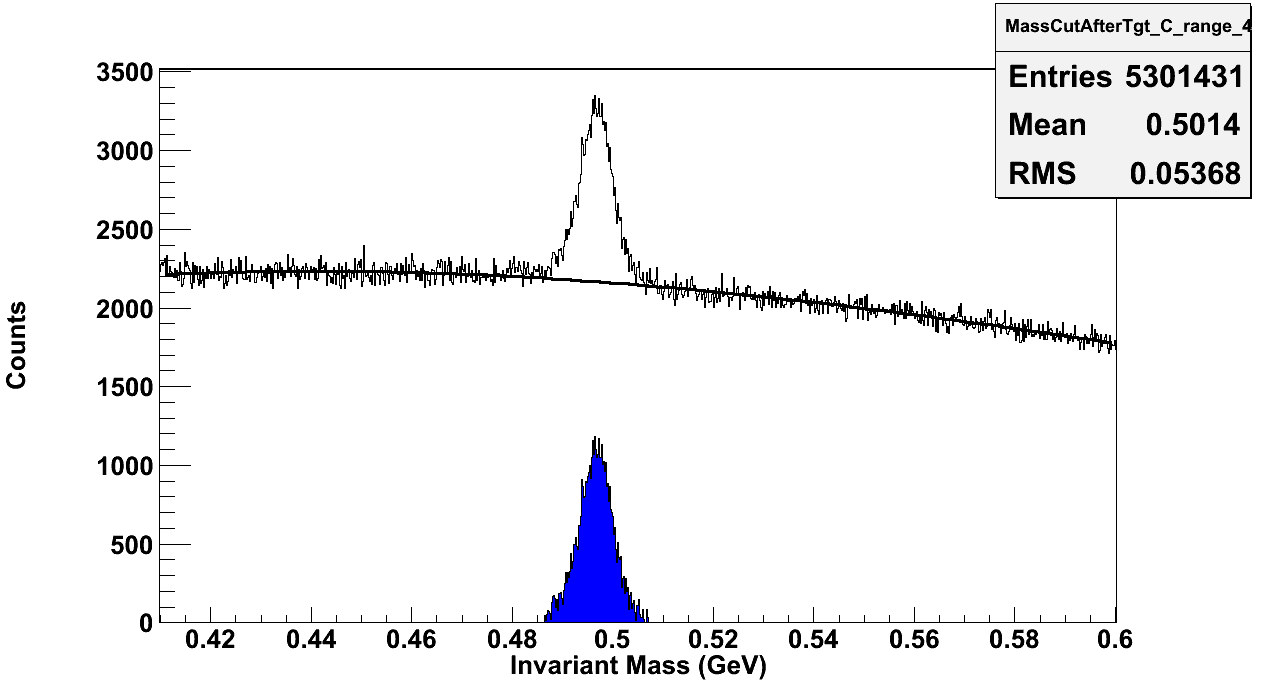 MassCutAfterTgt_C_range_4
Entries 5301431
Mean 0.5014
RMS 0.05368
3500
3000
2500
2000
1500
1000
500
0
Counts
0.42 0.44 0.46 0.48 0.5 0.52 0.54 0.56 0.58 0.6
Invariant Mass (GeV)